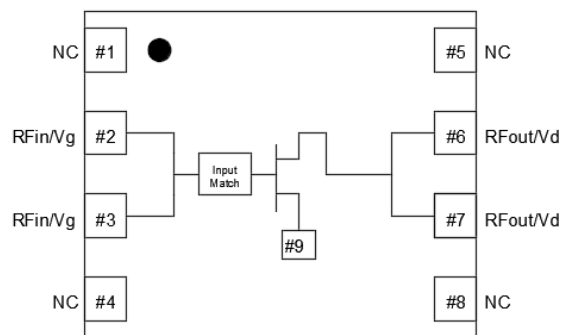 NC #1
#5 NC
RFin/Vg #2
#6 RFout/Vd
Input
Match
RFin/Vg #3
#7 RFout/Vd
#9
NC #4
#8 NC